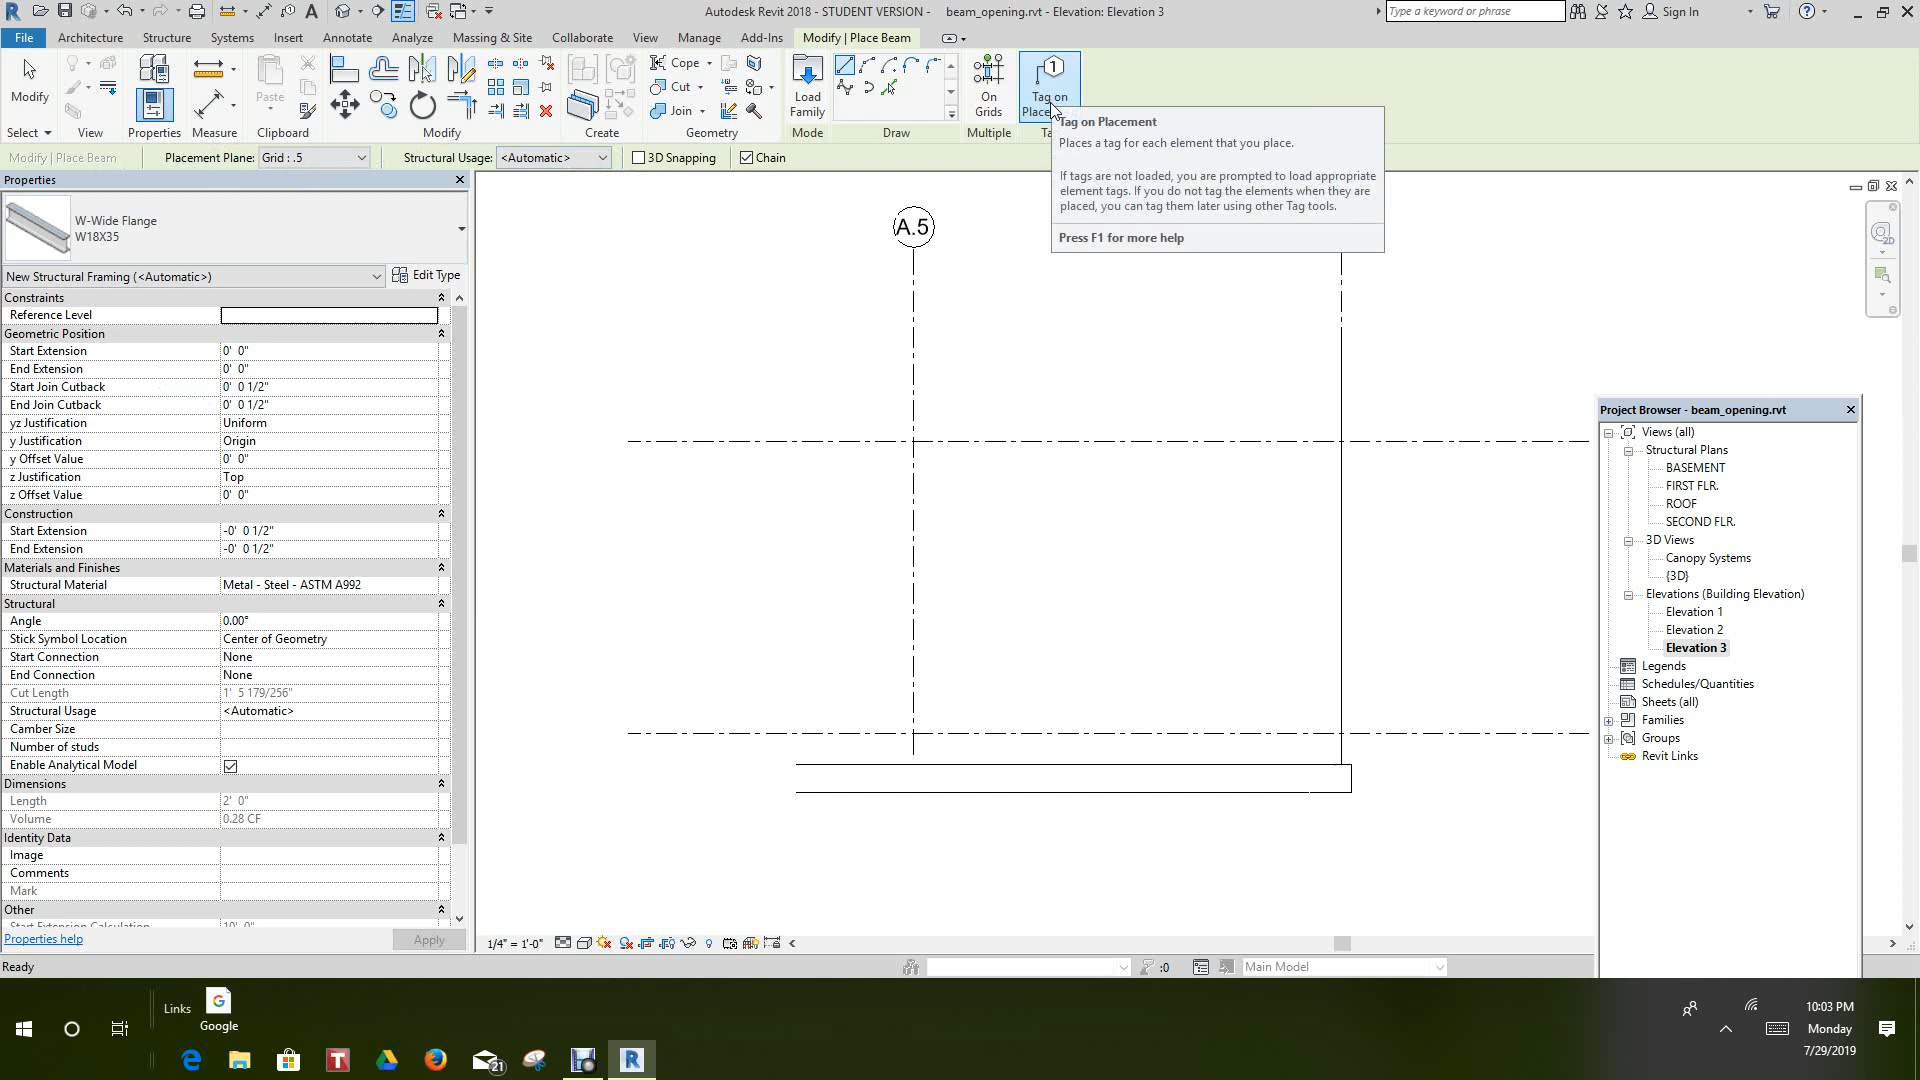 Autodesk Revit 2018 - STUDENT VERSION - beam_opening.rvt - Elevation: Elevation 3
Type a keyword or phrase
Sign In
File Architecture Structure Systems Insert Annotate Analyze Massing & Site Collaborate View Manage Add-Ins Modify | Place Beam
Modify
Paste
Cope
Cut
Join
Load
Family
On
Grids
1
Tag on
Place
Select View Properties Measure Clipboard Modify Create Geometry Mode Draw Multiple Ta
Modify | Place Beam Placement Plane: Grid : .5 Structural Usage: <Automatic> 3D Snapping Chain
Tag on Placement
Places a tag for each element that you place.
If tags are not loaded, you are prompted to load appropriate
element tags. If you do not tag the elements when they are
placed, you can tag them later using other Tag tools.
Press F1 for more help
Properties
W-Wide Flange
W18X35
New Structural Framing (<Automatic>) Edit Type
Constraints
Reference Level
Geometric Position
Start Extension 0' 0"
End Extension 0' 0"
Start Join Cutback 0' 0 1/2"
End Join Cutback 0' 0 1/2"
yz Justification Uniform
y Justification Origin
y Offset Value 0' 0"
z Justification Top
z Offset Value 0' 0"
Construction
Start Extension -0' 0 1/2"
End Extension -0' 0 1/2"
Materials and Finishes
Structural Material Metal - Steel - ASTM A992
Structural
Angle 0.00°
Stick Symbol Location Center of Geometry
Start Connection None
End Connection None
Cut Length 1' 5 179/256"
Structural Usage <Automatic>
Camber Size
Number of studs
Enable Analytical Model
Dimensions
Length 2' 0"
Volume 0.28 CF
Identity Data
Image
Comments
Mark
Other
Start Extension Calculation 10' 0"
Properties help Apply
A.5
2D
Project Browser - beam_opening.rvt
Views (all)
Structural Plans
BASEMENT
FIRST FLR.
ROOF
SECOND FLR.
3D Views
Canopy Systems
{3D}
Elevations (Building Elevation)
Elevation 1
Elevation 2
Elevation 3
Legends
Schedules/Quantities
Sheets (all)
Families
Groups
Revit Links
1/4" = 1'-0"
Ready
:0
Main Model
Links
Google
21
10:03 PM
Monday
7/29/2019